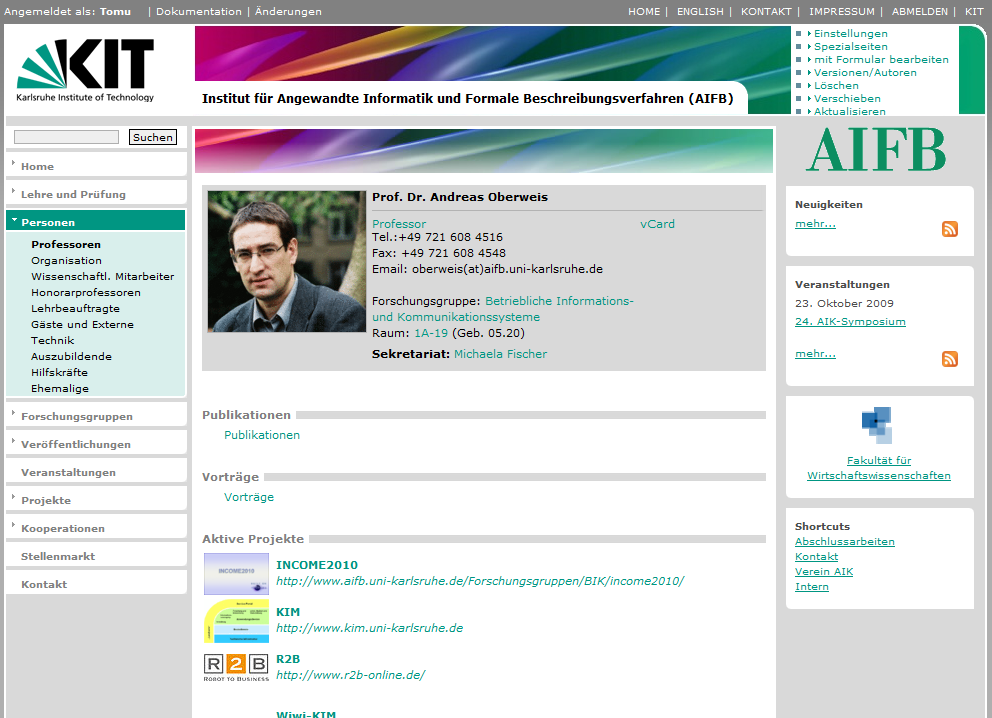 Angemeldet als: Tomu | Dokumentation | Änderungen
HOME | ENGLISH | KONTAKT | IMPRESSUM | ABMELDEN | KIT
KIT
Karlsruhe Institute of Technology
Institut für Angewandte Informatik und Formale Beschreibungsverfahren (AIFB)
Einstellungen
Spezialseiten
mit Formular bearbeiten
Versionen/Autoren
Löschen
Verschieben
Aktualisieren
Suchen
Home
Lehre und Prüfung
Personen
Professoren
Organisation
Wissenschaftl. Mitarbeiter
Honorarprofessoren
Lehrbeauftragte
Gäste und Externe
Technik
Auszubildende
Hilfskräfte
Ehemalige
Forschungsgruppen
Veröffentlichungen
Veranstaltungen
Projekte
Kooperationen
Stellenmarkt
Kontakt
Prof. Dr. Andreas Oberweis
Professor vCard
Tel.:+49 721 608 4516
Fax: +49 721 608 4548
Email: oberweis(at)aifb.uni-karlsruhe.de
Forschungsgruppe: Betriebliche Informations-
und Kommunikationssysteme
Raum: 1A-19 (Geb. 05.20)
Sekretariat: Michaela Fischer
Publikationen
Publikationen
Vorträge
Vorträge
Aktive Projekte
INCOME2010
INCOME2010
http://www.aifb.uni-karlsruhe.de/Forschungsgruppen/BIK/income2010/
KIM
http://www.kim.uni-karlsruhe.de
R2B
ROBOT TO BUSINESS
R2B
http://www.r2b-online.de/
Wiwi-KIM
AIFB
Neuigkeiten
mehr...
Veranstaltungen
23. Oktober 2009
24. AIK-Symposium
mehr...
Fakultät für
Wirtschaftswissenschaften
Shortcuts
Abschlussarbeiten
Kontakt
Verein AIK
Intern